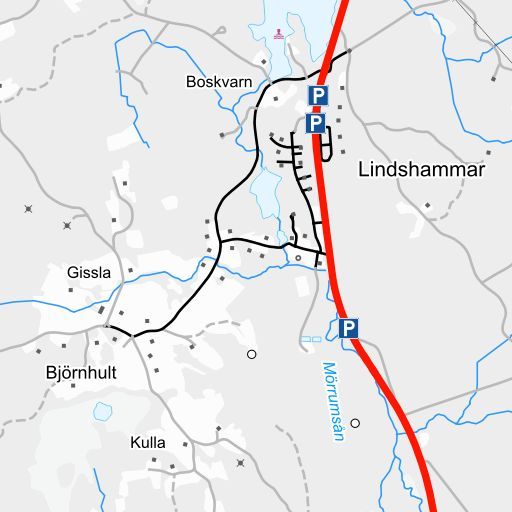 Boskvarn
P
P
Lindshammar
Gissla
P
Björnhult
Mörrumsån
Kulla